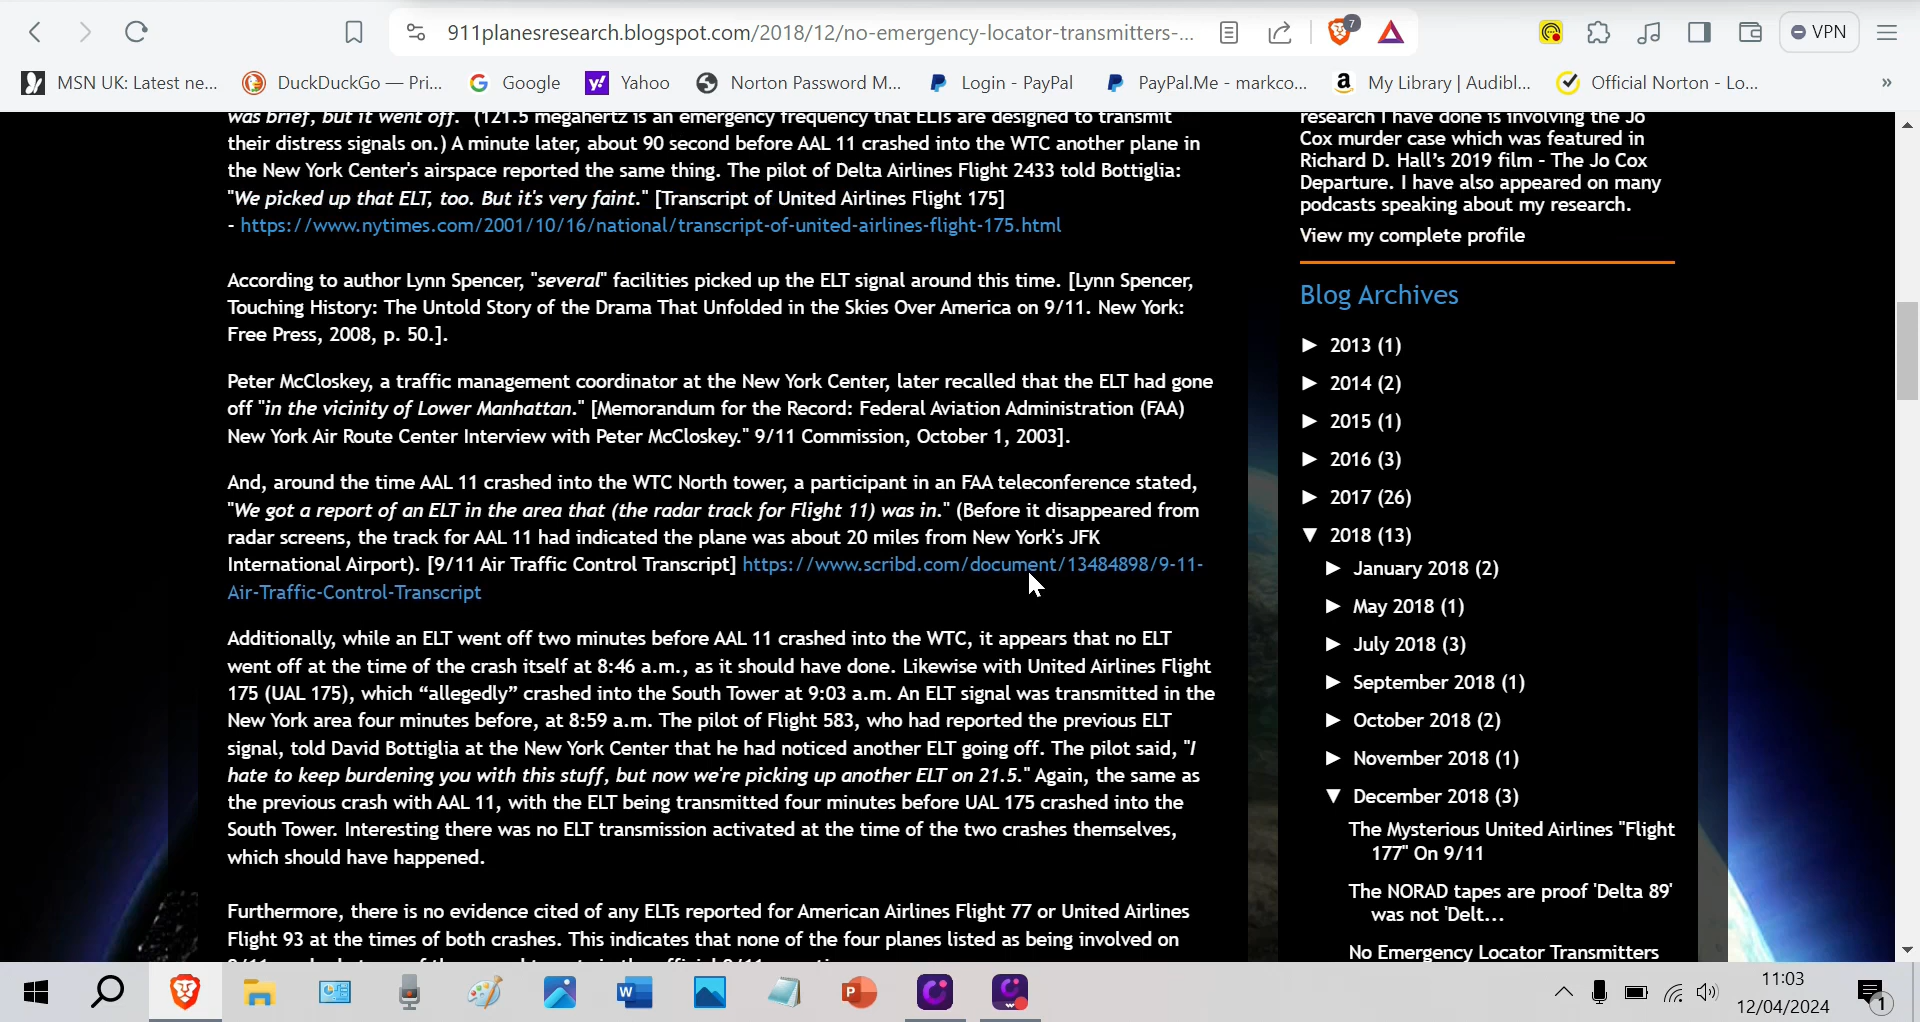 911planesresearch.blogspot.com/2018/12/no-emergency-locator-transmitters-...
7
VPN
MSN UK: Latest ne...
DuckDuckGo — Pri...
Google
Yahoo
Norton Password M...
Login - PayPal
PayPal.Me - markco...
My Library | Audibl...
Official Norton - Lo...
»
was brief, but it went off." (121.5 megahertz is an emergency frequency that ELTs are designed to transmit
their distress signals on.) A minute later, about 90 second before AAL 11 crashed into the WTC another plane in
the New York Center's airspace reported the same thing. The pilot of Delta Airlines Flight 2433 told Bottiglia:
"We picked up that ELT, too. But it's very faint." [Transcript of United Airlines Flight 175]
- https://www.nytimes.com/2001/10/16/national/transcript-of-united-airlines-flight-175.html
According to author Lynn Spencer, "several" facilities picked up the ELT signal around this time. [Lynn Spencer,
Touching History: The Untold Story of the Drama That Unfolded in the Skies Over America on 9/11. New York:
Free Press, 2008, p. 50.].
Peter McCloskey, a traffic management coordinator at the New York Center, later recalled that the ELT had gone
off "in the vicinity of Lower Manhattan." [Memorandum for the Record: Federal Aviation Administration (FAA)
New York Air Route Center Interview with Peter McCloskey." 9/11 Commission, October 1, 2003].
And, around the time AAL 11 crashed into the WTC North tower, a participant in an FAA teleconference stated,
"We got a report of an ELT in the area that (the radar track for Flight 11) was in." (Before it disappeared from
radar screens, the track for AAL 11 had indicated the plane was about 20 miles from New York's JFK
International Airport). [9/11 Air Traffic Control Transcript] https://www.scribd.com/document/13484898/9-11-
Air-Traffic-Control-Transcript
Additionally, while an ELT went off two minutes before AAL 11 crashed into the WTC, it appears that no ELT
went off at the time of the crash itself at 8:46 a.m., as it should have done. Likewise with United Airlines Flight
175 (UAL 175), which “allegedly” crashed into the South Tower at 9:03 a.m. An ELT signal was transmitted in the
New York area four minutes before, at 8:59 a.m. The pilot of Flight 583, who had reported the previous ELT
signal, told David Bottiglia at the New York Center that he had noticed another ELT going off. The pilot said, "I
hate to keep burdening you with this stuff, but now we're picking up another ELT on 21.5." Again, the same as
the previous crash with AAL 11, with the ELT being transmitted four minutes before UAL 175 crashed into the
South Tower. Interesting there was no ELT transmission activated at the time of the two crashes themselves,
which should have happened.
Furthermore, there is no evidence cited of any ELTs reported for American Airlines Flight 77 or United Airlines
Flight 93 at the times of both crashes. This indicates that none of the four planes listed as being involved on
research I have done is involving the Jo
Cox murder case which was featured in
Richard D. Hall’s 2019 film - The Jo Cox
Departure. I have also appeared on many
podcasts speaking about my research.
View my complete profile
Blog Archives
► 2013 (1)
► 2014 (2)
► 2015 (1)
► 2016 (3)
► 2017 (26)
▼ 2018 (13)
► January 2018 (2)
► May 2018 (1)
► July 2018 (3)
► September 2018 (1)
► October 2018 (2)
► November 2018 (1)
▼ December 2018 (3)
The Mysterious United Airlines "Flight
177" On 9/11
The NORAD tapes are proof 'Delta 89'
was not 'Delt...
No Emergency Locator Transmitters
11:03
12/04/2024
1